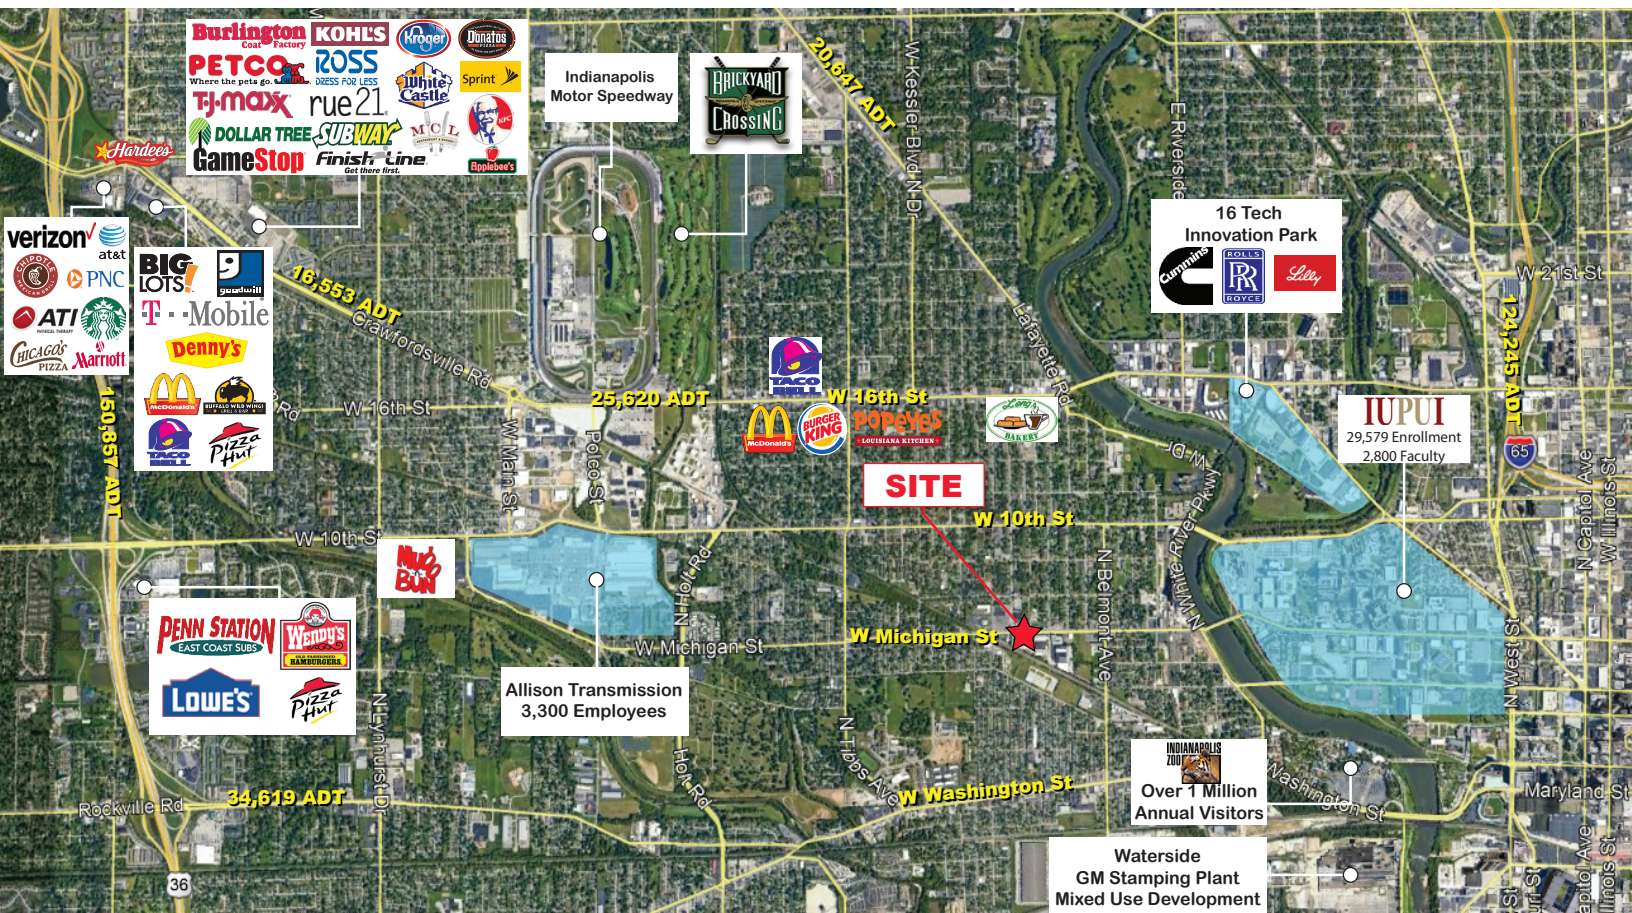 Burlington
Coat Factory
KOHL'S
Kroger
Donatos
PIZZA
PETCO
Where the pets go.
ROSS
DRESS FOR LESS
White
Castle
Sprint
T·J·maxx
rue21
DOLLAR TREE
SUBWAY
MCL
KFC
GameStop
Finish Line
Get there first.
Applebee's
Hardee's
Indianapolis
Motor Speedway
BRICKYARD
CROSSING
20,647 ADT
W Kessler Blvd N Dr
E Riverside
16 Tech
Innovation Park
Cummins
ROLLS
RR
ROYCE
Lilly
W 21st St
124,245 ADT
65
verizon
at&t
CHIPOTLE
MEXICAN GRILL
PNC
ATI
PHYSICAL THERAPY
CHICAGO'S
PIZZA
Marriott
BIG
LOTS!
g
goodwill
T··Mobile
Denny's
McDonald's
BUFFALO WILD WINGS
GRILL & BAR
TACO
BELL
Pizza
Hut
16,553 ADT
Crawfordsville Rd
Rd
150,857 ADT
W 16th St
25,620 ADT
W 16th St
TACO
BELL
McDonald's
BURGER
KING
POPEYES
LOUISIANA KITCHEN
Long's
BAKERY
Lafayette Rd
IUPUI
29,579 Enrollment
2,800 Faculty
W Main St
Polco St
SITE
W 10th St
W 10th St
MUG
BUN
N Holt Rd
W Michigan St
W Michigan St
N Belmont Ave
N White River Pkwy W Dr
N Capitol Ave
W Illinois St
N West St
PENN STATION
EAST COAST SUBS
WENDY'S
OLD FASHIONED
HAMBURGERS
LOWE'S
Pizza
Hut
Allison Transmission
3,300 Employees
N Lynhurst Dr
Holt Rd
N Tibbs Ave
W Washington St
INDIANAPOLIS
ZOO
Over 1 Million
Annual Visitors
Washington St
Maryland St
Rockville Rd
34,619 ADT
36
Waterside
GM Stamping Plant
Mixed Use Development